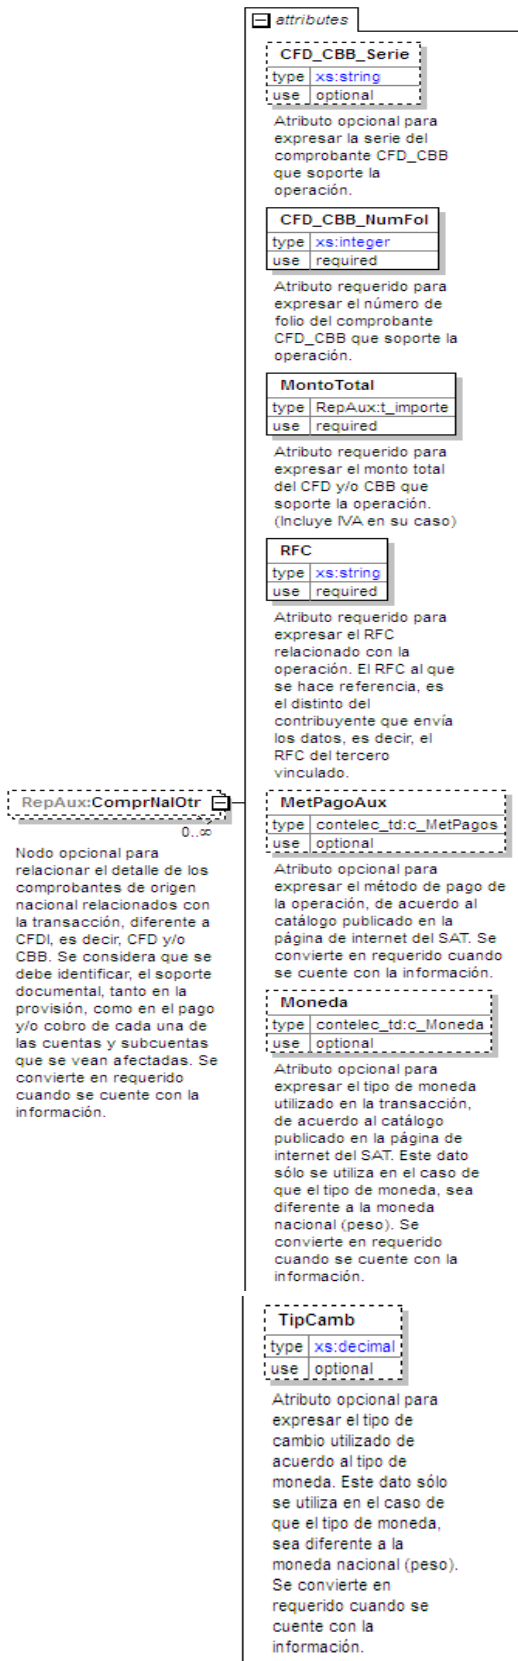 attributes
CFD_CBB_Serie
type xs:string
use optional
Atributo opcional para
expresar la serie del
comprobante CFD_CBB
que soporte la
operación.
CFD_CBB_NumFol
type xs:integer
use required
Atributo requerido para
expresar el número de
folio del comprobante
CFD_CBB que soporte la
operación.
MontoTotal
type RepAux:t_importe
use required
Atributo requerido para
expresar el monto total
del CFD y/o CBB que
soporte la operación.
(Incluye IVA en su caso)
RFC
type xs:string
use required
Atributo requerido para
expresar el RFC
relacionado con la
operación. El RFC al que
se hace referencia, es
el distinto del
contribuyente que envía
los datos, es decir, el
RFC del tercero
vinculado.
RepAux:ComprNalOtr
0..∞
Nodo opcional para
relacionar el detalle de los
comprobantes de origen
nacional relacionados con
la transacción, diferente a
CFDI, es decir, CFD y/o
CBB. Se considera que se
debe identificar, el soporte
documental, tanto en la
provisión, como en el pago
y/o cobro de cada una de
las cuentas y subcuentas
que se vean afectadas. Se
convierte en requerido
cuando se cuente con la
información.
MetPagoAux
type contelec_td:c_MetPagos
use optional
Atributo opcional para
expresar el método de pago de
la operación, de acuerdo al
catálogo publicado en la
página de internet del SAT. Se
convierte en requerido cuando
se cuente con la información.
Moneda
type contelec_td:c_Moneda
use optional
Atributo opcional para
expresar el tipo de moneda
utilizado en la transacción,
de acuerdo al catálogo
publicado en la página de
internet del SAT. Este dato
sólo se utiliza en el caso de
que el tipo de moneda, sea
diferente a la moneda
nacional (peso). Se
convierte en requerido
cuando se cuente con la
información.
TipCamb
type xs:decimal
use optional
Atributo opcional para
expresar el tipo de
cambio utilizado de
acuerdo al tipo de
moneda. Este dato sólo
se utiliza en el caso de
que el tipo de moneda,
sea diferente a la
moneda nacional (peso).
Se convierte en
requerido cuando se
cuente con la
información.